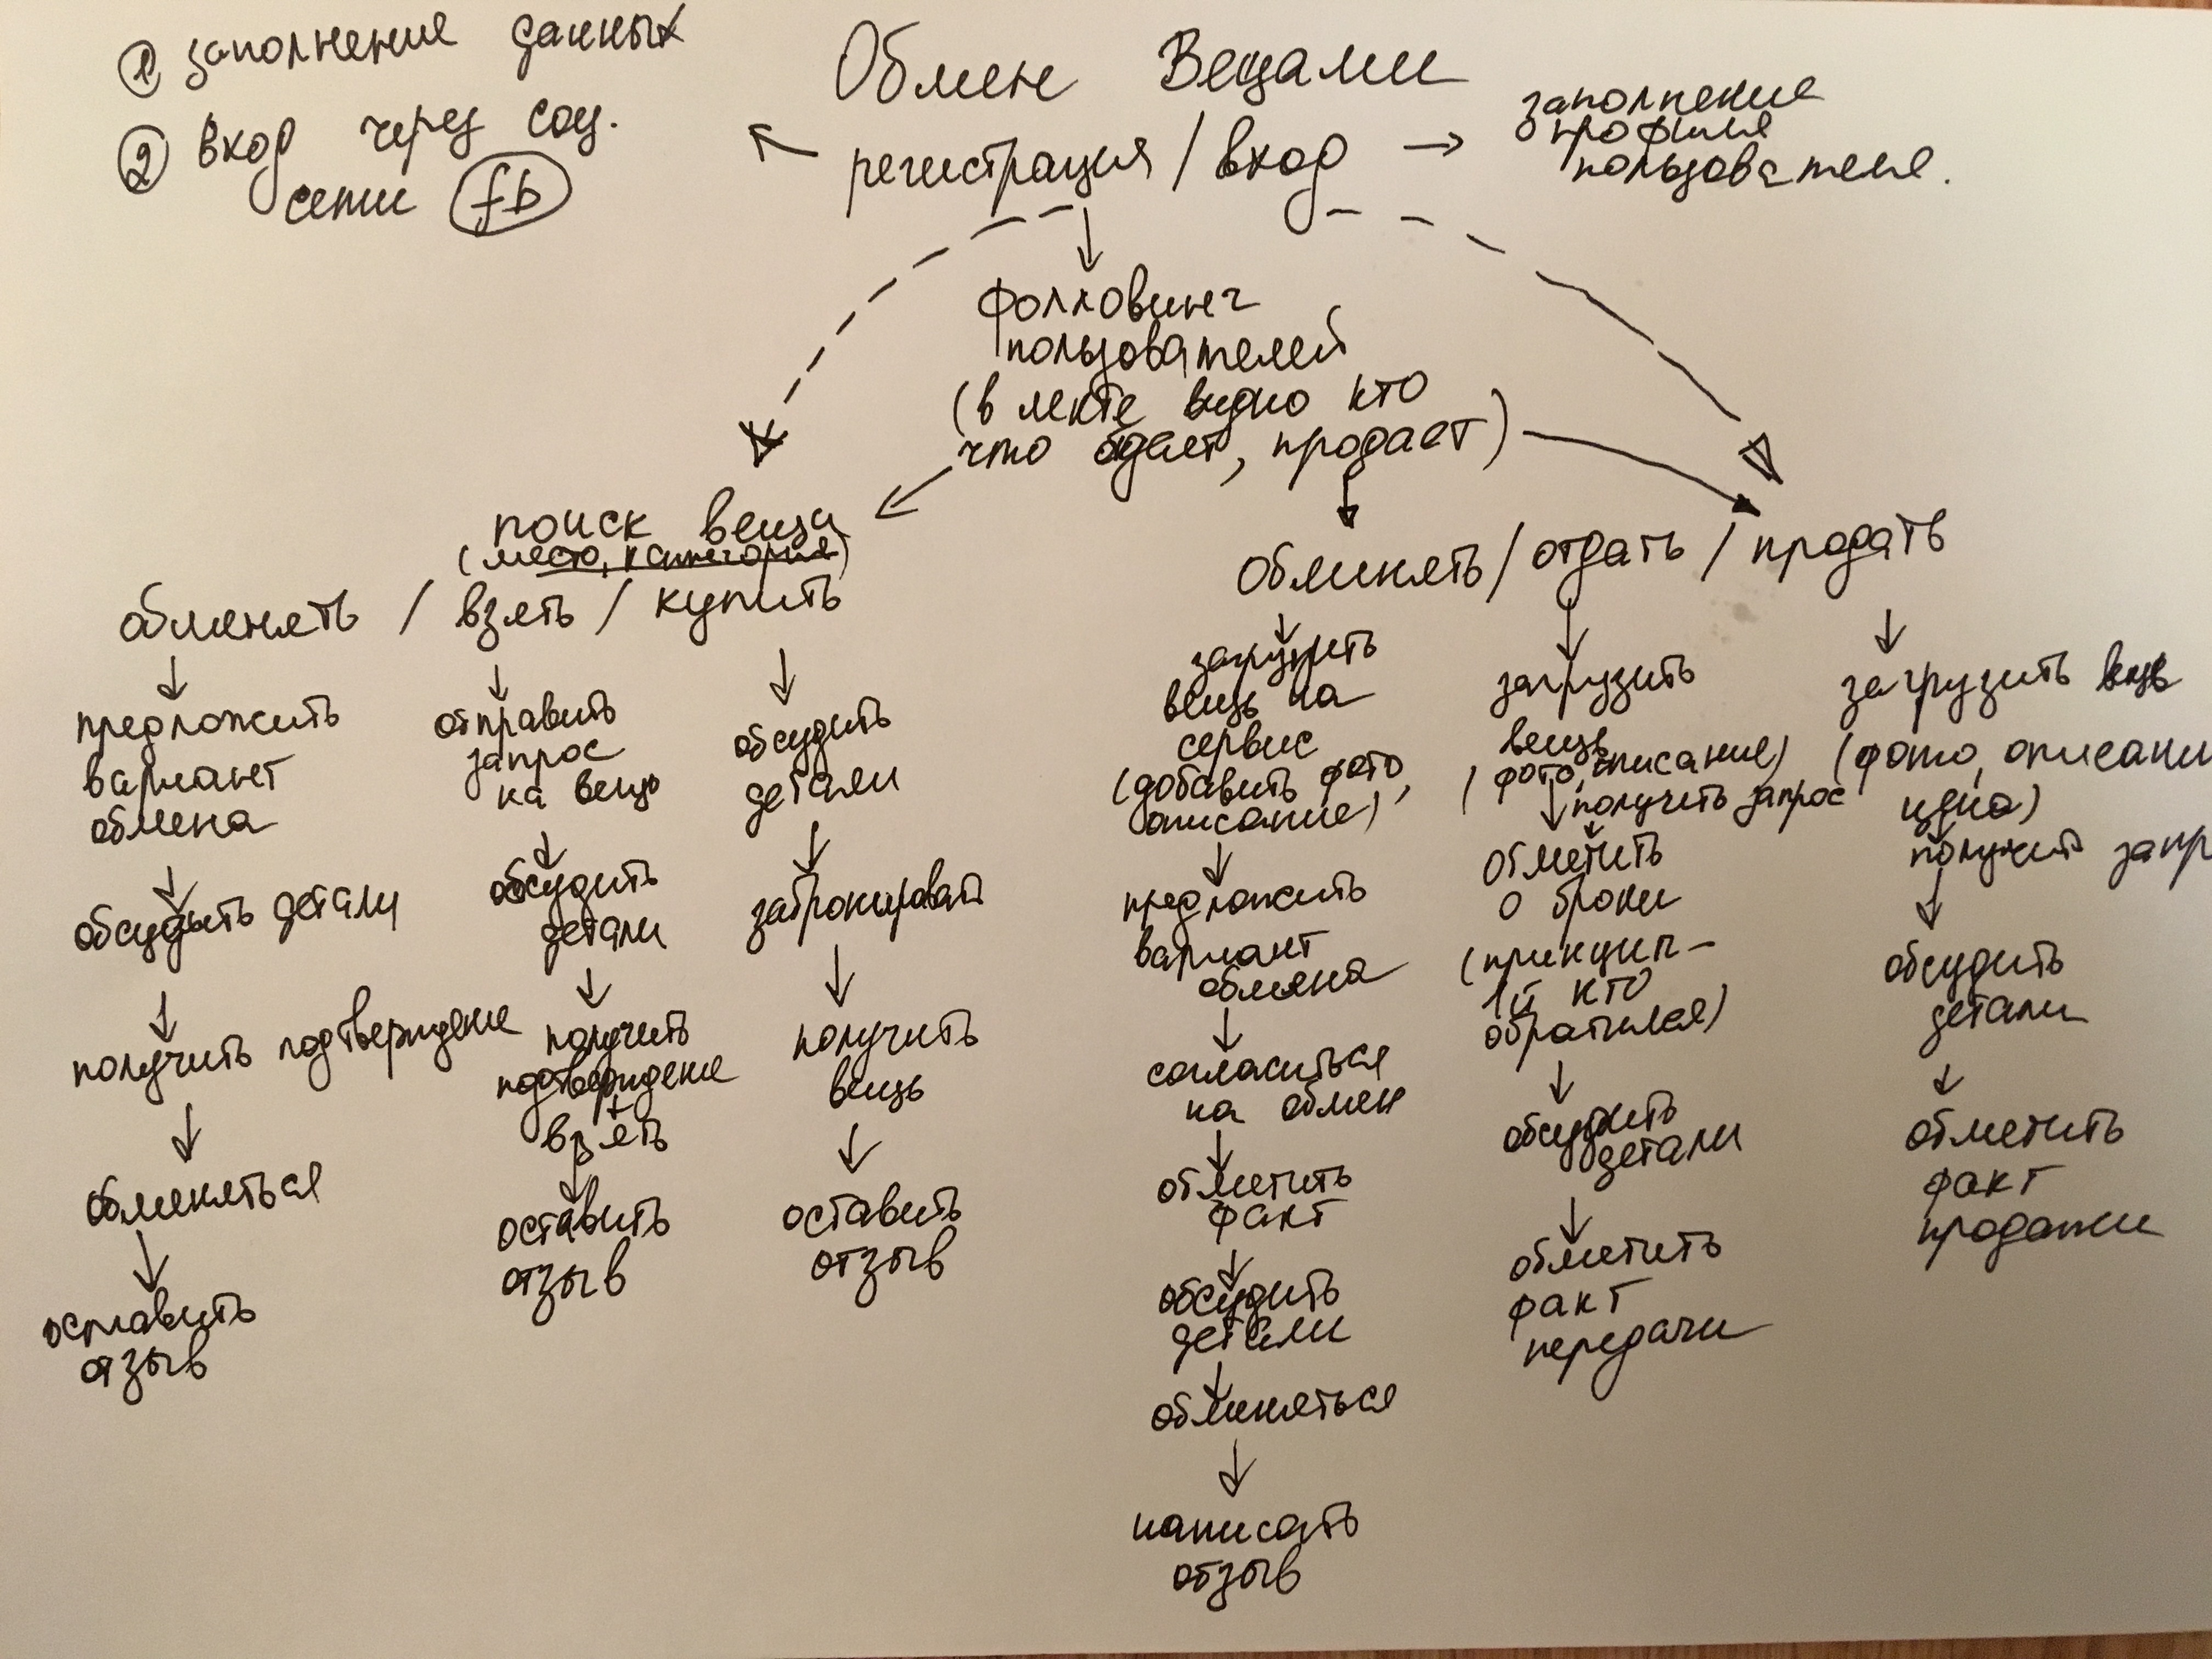 ① заполнение данных
② вход через соц.
сети fb
Обмен Вещами
регистрация / вход
заполнение
профиля
пользователя.
фолловинг
пользователей
(в ленте видно кто
что отдает, продает)
поиск вещи
(место, категория)
обменять / взять / купить
предложить
вариант
обмена
обсудить детали
получить подтверждение
обменяться
оставить
отзыв
отправить
запрос
на вещь
обсудить
детали
получить
подтверждение
+
взять
оставить
отзыв
обсудить
детали
забронировать
получить
вещь
оставить
отзыв
Обменять / отдать / продать
загрузить
вещь на
сервис
(добавить фото,
описание)
предложить
вариант
обмена
согласиться
на обмен
отметить
факт
обсудить
детали
обменяться
написать
отзыв
загрузить
вещь
(фото, описание)
получить запрос
отметить
о брони
(принцип-
1й кто
обратился)
обсудить
детали
отметить
факт
передачи
загрузить вещь
(фото, описани
цена)
получить запр
обсудить
детали
отметить
факт
продажи